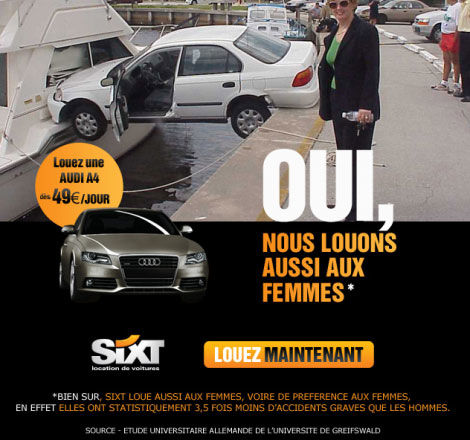 Louez une
AUDI A4
dès 49€/JOUR
OUI,
NOUS LOUONS
AUSSI AUX
FEMMES*
SIXT
location de voitures
LOUEZ MAINTENANT
*BIEN SUR, SIXT LOUE AUSSI AUX FEMMES, VOIRE DE PREFERENCE AUX FEMMES,
EN EFFET ELLES ONT STATISTIQUEMENT 3,5 FOIS MOINS D'ACCIDENTS GRAVES QUE LES HOMMES.
SOURCE - ETUDE UNIVERSITAIRE ALLEMANDE DE L'UNIVERSITE DE GREIFSWALD